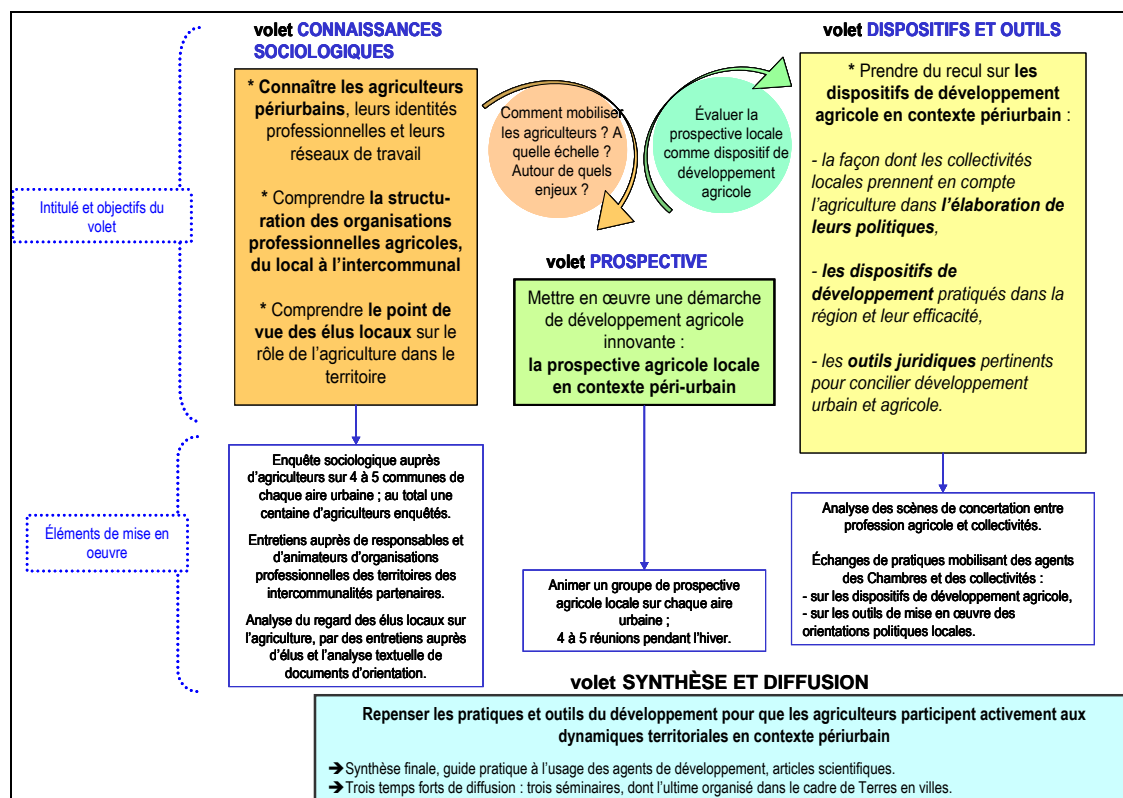 volet CONNAISSANCES
SOCIOLOGIQUES
* Connaître les agriculteurs
périurbains, leurs identités
professionnelles et leurs
réseaux de travail
* Comprendre la structu-
ration des organisations
professionnelles agricoles,
du local à l'intercommunal
* Comprendre le point de
vue des élus locaux sur le
rôle de l'agriculture dans le
territoire
Comment mobiliser
les agriculteurs ? A
quelle échelle ?
Autour de quels
enjeux ?
Évaluer la
prospective locale
comme dispositif de
développement
agricole
volet DISPOSITIFS ET OUTILS
* Prendre du recul sur les
dispositifs de développement
agricole en contexte périurbain :
- la façon dont les collectivités
locales prennent en compte
l'agriculture dans l'élaboration de
leurs politiques,
- les dispositifs de
développement pratiqués dans la
région et leur efficacité,
- les outils juridiques pertinents
pour concilier développement
urbain et agricole.
Intitulé et objectifs du
volet
volet PROSPECTIVE
Mettre en œuvre une démarche
de développement agricole
innovante :
la prospective agricole locale
en contexte péri-urbain
Éléments de mise en
oeuvre
Enquête sociologique auprès
d'agriculteurs sur 4 à 5 communes de
chaque aire urbaine ; au total une
centaine d'agriculteurs enquêtés.
Entretiens auprès de responsables et
d'animateurs d'organisations
professionnelles des territoires des
intercommunalités partenaires.
Analyse du regard des élus locaux sur
l'agriculture, par des entretiens auprès
d'élus et l'analyse textuelle de
documents d'orientation.
Animer un groupe de prospective
agricole locale sur chaque aire
urbaine ;
4 à 5 réunions pendant l'hiver.
Analyse des scènes de concertation entre
profession agricole et collectivités.
Échanges de pratiques mobilisant des agents
des Chambres et des collectivités :
- sur les dispositifs de développement agricole,
- sur les outils de mise en œuvre des
orientations politiques locales.
volet SYNTHÈSE ET DIFFUSION
Repenser les pratiques et outils du développement pour que les agriculteurs participent activement aux
dynamiques territoriales en contexte périurbain
➔Synthèse finale, guide pratique à l'usage des agents de développement, articles scientifiques.
➔Trois temps forts de diffusion : trois séminaires, dont l'ultime organisé dans le cadre de Terres en villes.